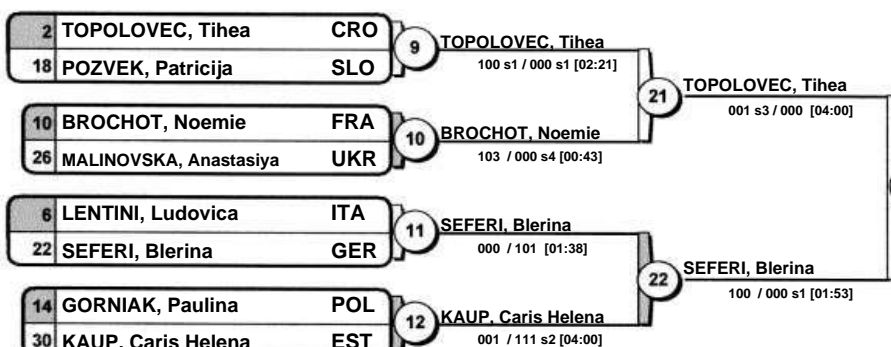 2 TOPOLOVEC, Tihea CRO
18 POZVEK, Patricija SLO
9
TOPOLOVEC, Tihea
100 s1 / 000 s1 [02:21]
10 BROCHOT, Noemie FRA
26 MALINOVSKA, Anastasiya UKR
10
BROCHOT, Noemie
103 / 000 s4 [00:43]
21
TOPOLOVEC, Tihea
001 s3 / 000 [04:00]
6 LENTINI, Ludovica ITA
22 SEFERI, Blerina GER
11
SEFERI, Blerina
000 / 101 [01:38]
14 GORNIAK, Paulina POL
30 KAUP, Caris Helena EST
12
KAUP, Caris Helena
001 / 111 s2 [04:00]
22
SEFERI, Blerina
100 / 000 s1 [01:53]